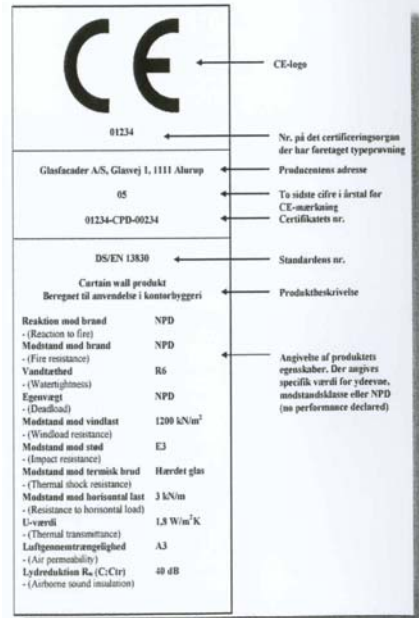 CE
CE-logo
01234
Nr. på det certificeringsorgan
der har foretaget typeprøvning
Glasfacader A/S, Glasvej 1, 1111 Alurup
Producentens adresse
05
To sidste cifre i årstal for
CE-mærkning
01234-CPD-00234
Certifikatets nr.
DS/EN 13830
Standardens nr.
Curtain wall produkt
Beregnet til anvendelse i kontorbyggeri
Produktbeskrivelse
Reaktion mod brand NPD
- (Reaction to fire)
Modstand mod brand NPD
- (Fire resistance)
Vandtæthed R6
- (Watertightness)
Egenvægt NPD
- (Deadload)
Modstand mod vindlast 1200 kN/m²
- (Windload resistance)
Modstand mod stød E3
- (Impact resistance)
Modstand mod termisk brud Hærdet glas
- (Thermal shock resistance)
Modstand mod horisontal last 3 kN/m
- (Resistance to horisontal load)
U-værdi 1,8 W/m²K
- (Thermal transmittance)
Luftgennemtrængelighed A3
- (Air permeability)
Lydreduktion Rw (C;Ctr) 40 dB
- (Airborne sound insulation)
Angivelse af produktets
egenskaber. Der angives
specifik værdi for ydeevne,
modstandsklasse eller NPD
(no performance declared)